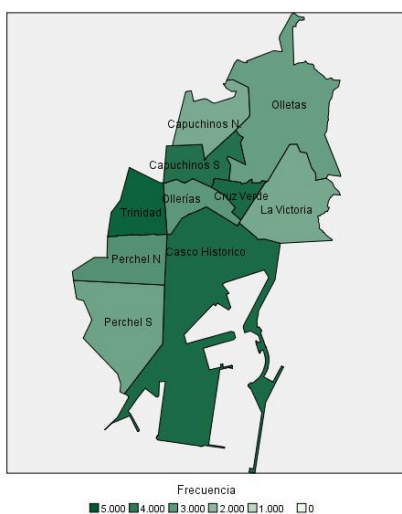 Olletas
Capuchinos N.
Capuchinos S
Cruz Verde
Ollerías
Trinidad
La Victoria
Casco Historico
Perchel N
Perchel S
Frecuencia
5.000 4.000 3.000 2.000 1.000 0